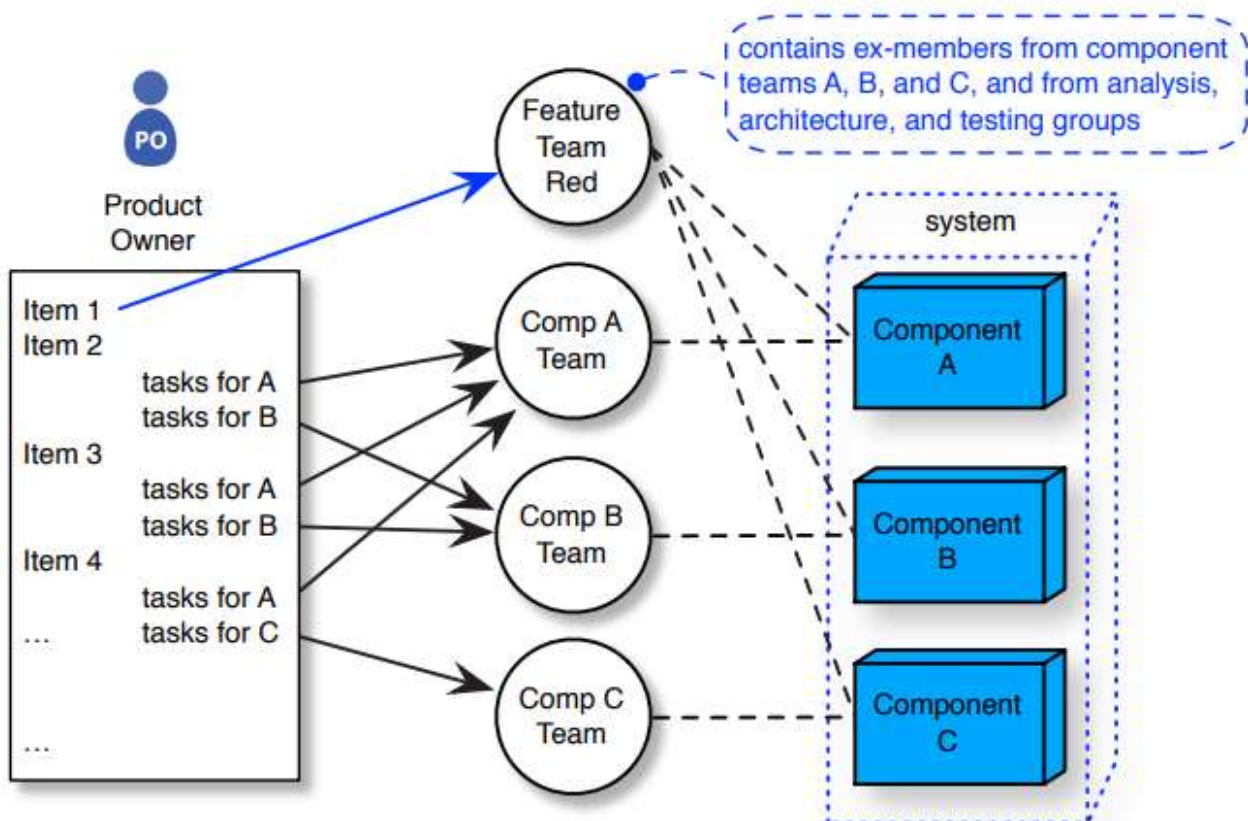 contains ex-members from component
teams A, B, and C, and from analysis,
architecture, and testing groups
PO
Product
Owner
Feature
Team
Red
system
Item 1
Item 2
tasks for A
tasks for B
Item 3
tasks for A
tasks for B
Item 4
tasks for A
... tasks for C
...
Comp A
Team
Comp B
Team
Comp C
Team
Component
A
Component
B
Component
C